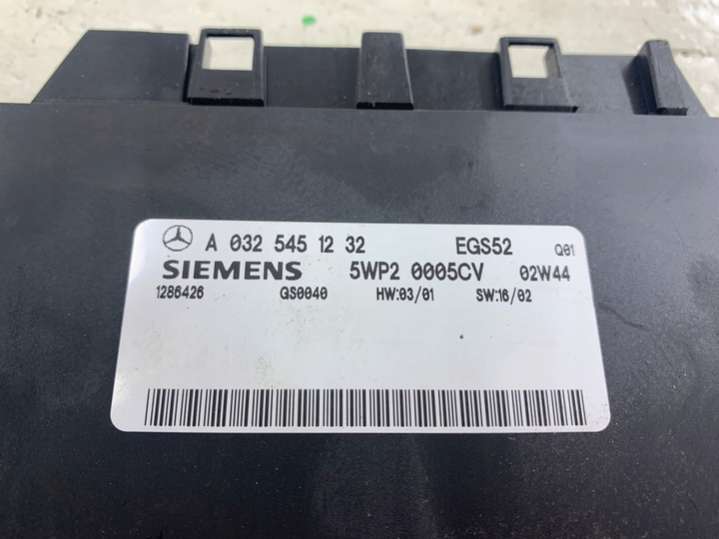 A 032 545 12 32 EGS52 Q01
SIEMENS 5WP2 0005CV 02W44
1286426 GS0040 HW:03/01 SW:16/02